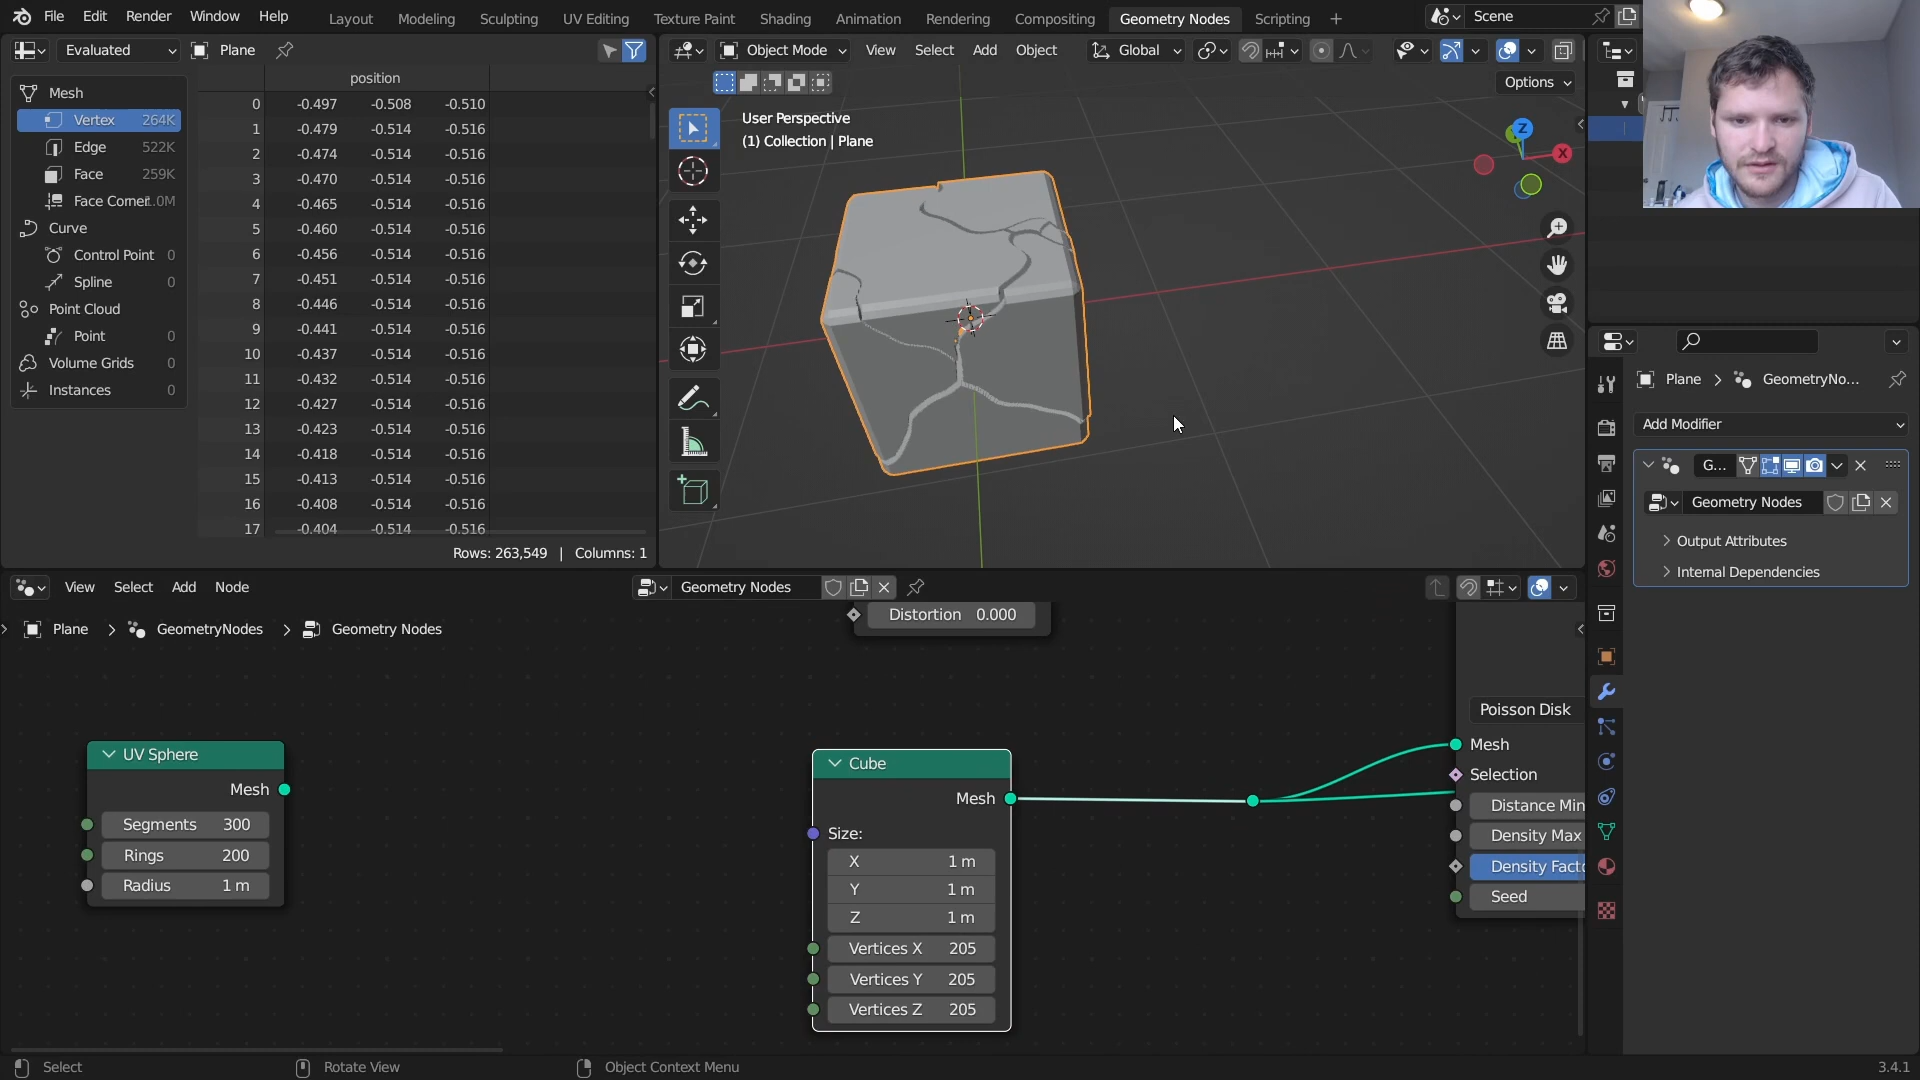 File Edit Render Window Help Layout Modeling Sculpting UV Editing Texture Paint Shading Animation Rendering Compositing Geometry Nodes Scripting Scene
Evaluated Plane
Object Mode View Select Add Object Global
Options
position
Mesh
Vertex 264K
Edge 522K
Face 259K
Face Corner 1.0M
Curve
Control Point 0
Spline 0
Point Cloud
Point 0
Volume Grids 0
Instances 0
0 -0.497 -0.508 -0.510
1 -0.479 -0.514 -0.516
2 -0.474 -0.514 -0.516
3 -0.470 -0.514 -0.516
4 -0.465 -0.514 -0.516
5 -0.460 -0.514 -0.516
6 -0.456 -0.514 -0.516
7 -0.451 -0.514 -0.516
8 -0.446 -0.514 -0.516
9 -0.441 -0.514 -0.516
10 -0.437 -0.514 -0.516
11 -0.432 -0.514 -0.516
12 -0.427 -0.514 -0.516
13 -0.423 -0.514 -0.516
14 -0.418 -0.514 -0.516
15 -0.413 -0.514 -0.516
16 -0.408 -0.514 -0.516
17 -0.404 -0.514 -0.516
Rows: 263,549 | Columns: 1
User Perspective
(1) Collection | Plane
Z
X
Plane > GeometryNo...
Add Modifier
G...
Geometry Nodes
Output Attributes
Internal Dependencies
View Select Add Node Geometry Nodes
Plane > GeometryNodes > Geometry Nodes
Distortion 0.000
UV Sphere
Mesh
Segments 300
Rings 200
Radius 1 m
Cube
Mesh
Size:
X 1 m
Y 1 m
Z 1 m
Vertices X 205
Vertices Y 205
Vertices Z 205
Poisson Disk
Mesh
Selection
Distance Min
Density Max
Density Facto
Seed
Select Rotate View Object Context Menu 3.4.1